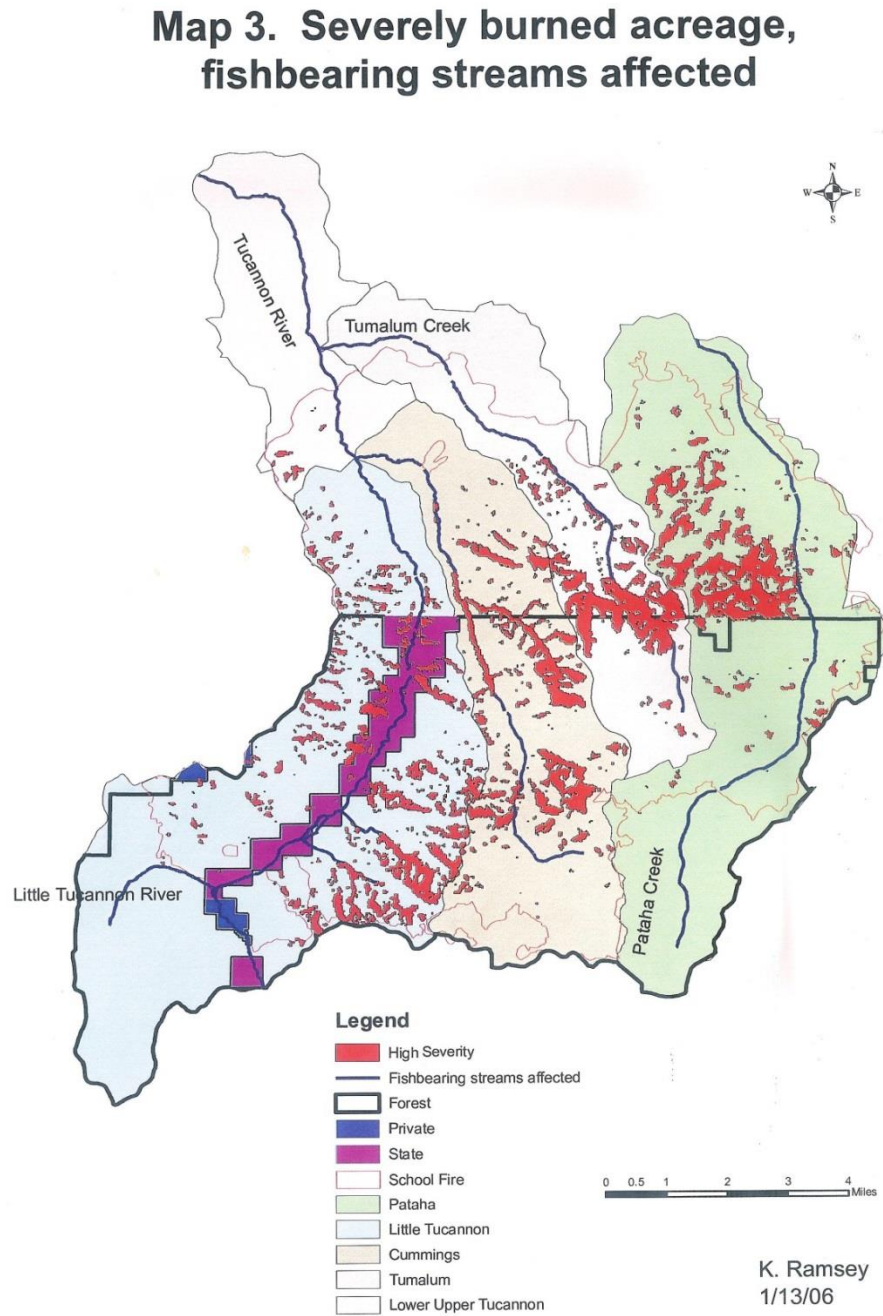 Map 3. Severely burned acreage,
fishbearing streams affected
N
W E
S
Tucannon River
Tumalum Creek
Little Tucannon River
Pataha Creek
Legend
High Severity
Fishbearing streams affected
Forest
Private
State
School Fire
Pataha
Little Tucannon
Cummings
Tumalum
Lower Upper Tucannon
0 0.5 1 2 3 4
Miles
K. Ramsey
1/13/06